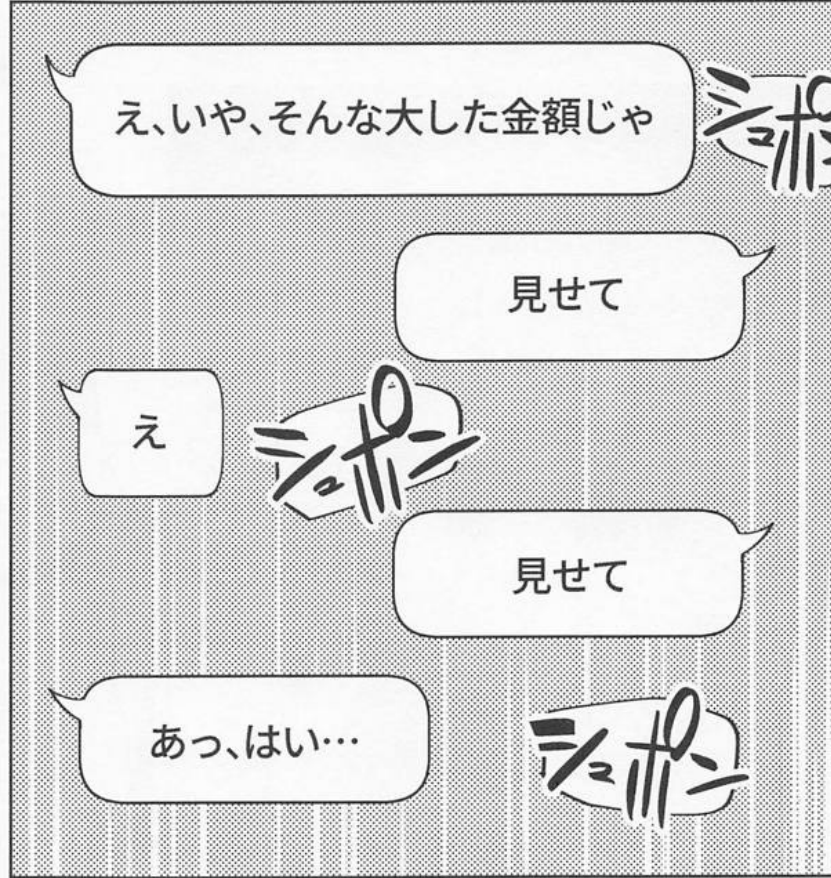 え、いや、そんな大した金額じゃ
シュポン
見せて
え
シュポン
見せて
あっ、はい…
シュポン